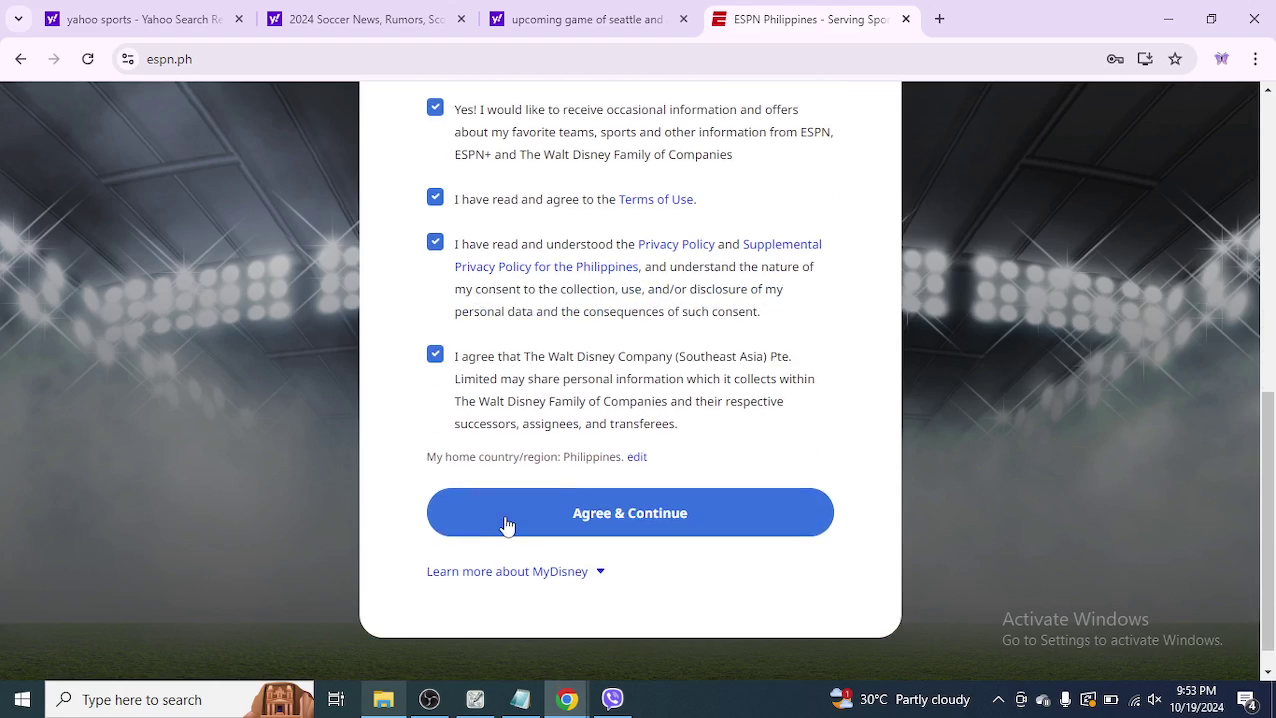 yahoo sports - Yahoo Search Re
2024 Soccer News, Rumors, Sco
upcoming game of seattle and
ESPN Philippines - Serving Spor
espn.ph
Yes! I would like to receive occasional information and offers
about my favorite teams, sports and other information from ESPN,
ESPN+ and The Walt Disney Family of Companies
I have read and agree to the Terms of Use.
I have read and understood the Privacy Policy and Supplemental
Privacy Policy for the Philippines, and understand the nature of
my consent to the collection, use, and/or disclosure of my
personal data and the consequences of such consent.
I agree that The Walt Disney Company (Southeast Asia) Pte.
Limited may share personal information which it collects within
The Walt Disney Family of Companies and their respective
successors, assignees, and transferees.
My home country/region: Philippines. edit
Agree & Continue
Learn more about MyDisney
Activate Windows
Go to Settings to activate Windows.
Type here to search
1
30°C Partly cloudy
9:53 PM
10/19/2024
4